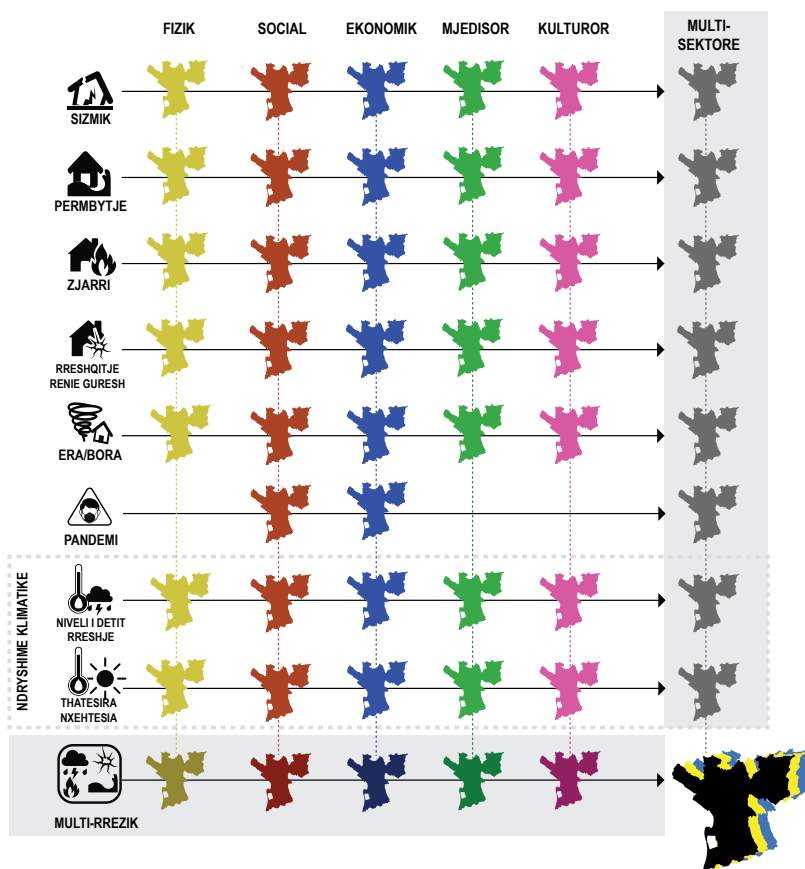 FIZIK
SOCIAL
EKONOMIK
MJEDISOR
KULTUROR
MULTI-
SEKTORE
SIZMIK
PERMBYTJE
ZJARRI
RRESHQITJE
RENIE GURESH
ERA/BORA
PANDEMI
NDRYSHIME KLIMATIKE
NIVELI I DETIT
RRESHJE
THATESIRA
NXEHTESIA
MULTI-RREZIK